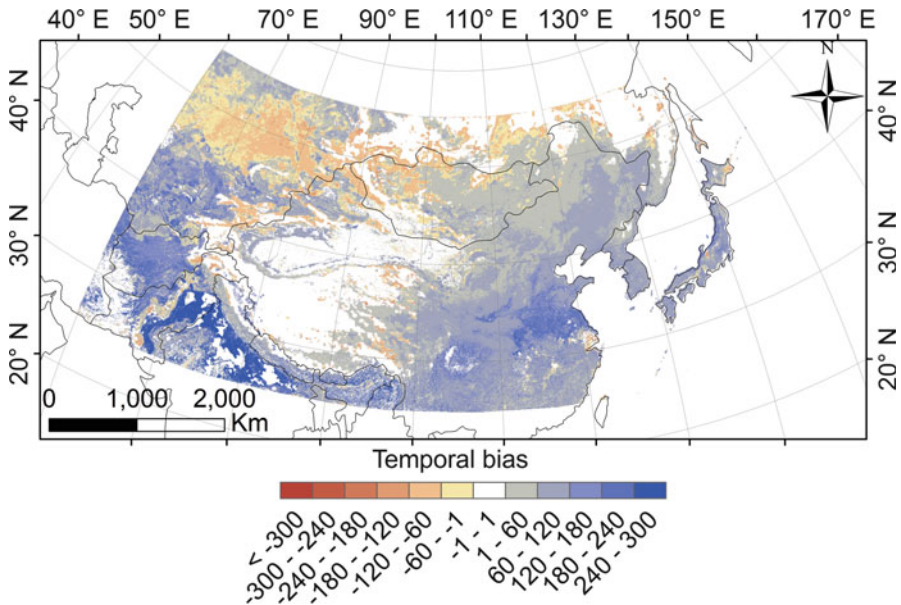 40° E 50° E 70° E 90° E 110° E 130° E 150° E 170° E
N
40° N
30° N
20° N
40° N
30° N
20° N
0 1,000 2,000
Km
Temporal bias
< -300
-300 - -240
-240 - -180
-180 - -120
-120 - -60
-60 - -1
-1 - 1
1 - 60
60 - 120
120 - 180
180 - 240
240 - 300